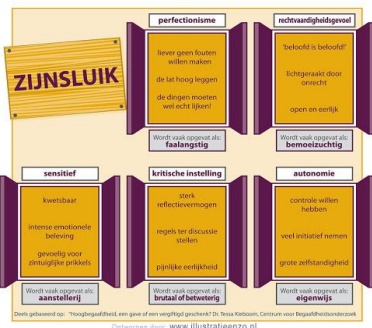 ZIJNSLUIK
perfectionisme
liever geen fouten
willen maken
de lat hoog leggen
de dingen moeten
wel echt lijken!
Wordt vaak opgevat als:
faalangstig
rechtvaardigheidsgevoel
'beloofd is beloofd!'
lichtgeraakt door
onrecht
open en eerlijk
Wordt vaak opgevat als:
bemoeizuchtig
sensitief
kwetsbaar
intense emotionele
beleving
gevoelig voor
zintuiglijke prikkels
Wordt vaak opgevat als:
aanstellerij
kritische instelling
sterk
reflectievermogen
regels ter discussie
stellen
pijnlijke eerlijkheid
Wordt vaak opgevat als:
brutaal of betweterig
autonomie
controle willen
hebben
veel initiatief nemen
grote zelfstandigheid
Wordt vaak opgevat als:
eigenwijs
Deels gebaseerd op: "Hoogbegaafdheid, een gave of een vergiftigd geschenk? Dr. Tessa Kieboom, Centrum voor Begaafdheidsonderzoek
Ontworpen door: www.illustratieenzo.nl